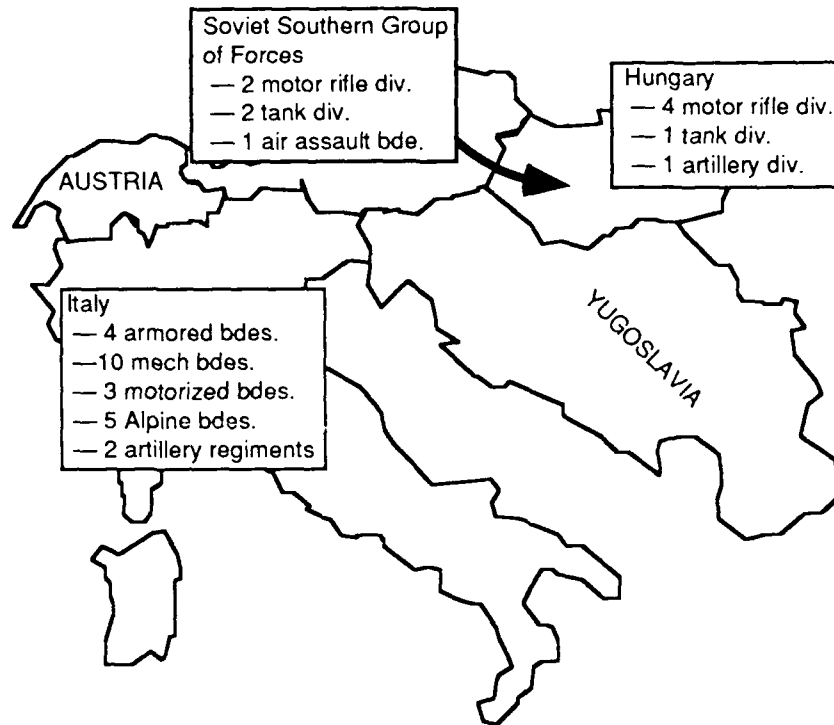 Soviet Southern Group
of Forces
— 2 motor rifle div.
— 2 tank div.
— 1 air assault bde.
Hungary
— 4 motor rifle div.
— 1 tank div.
— 1 artillery div.
AUSTRIA
Italy
— 4 armored bdes.
—10 mech bdes.
— 3 motorized bdes.
— 5 Alpine bdes.
— 2 artillery regiments
YUGOSLAVIA